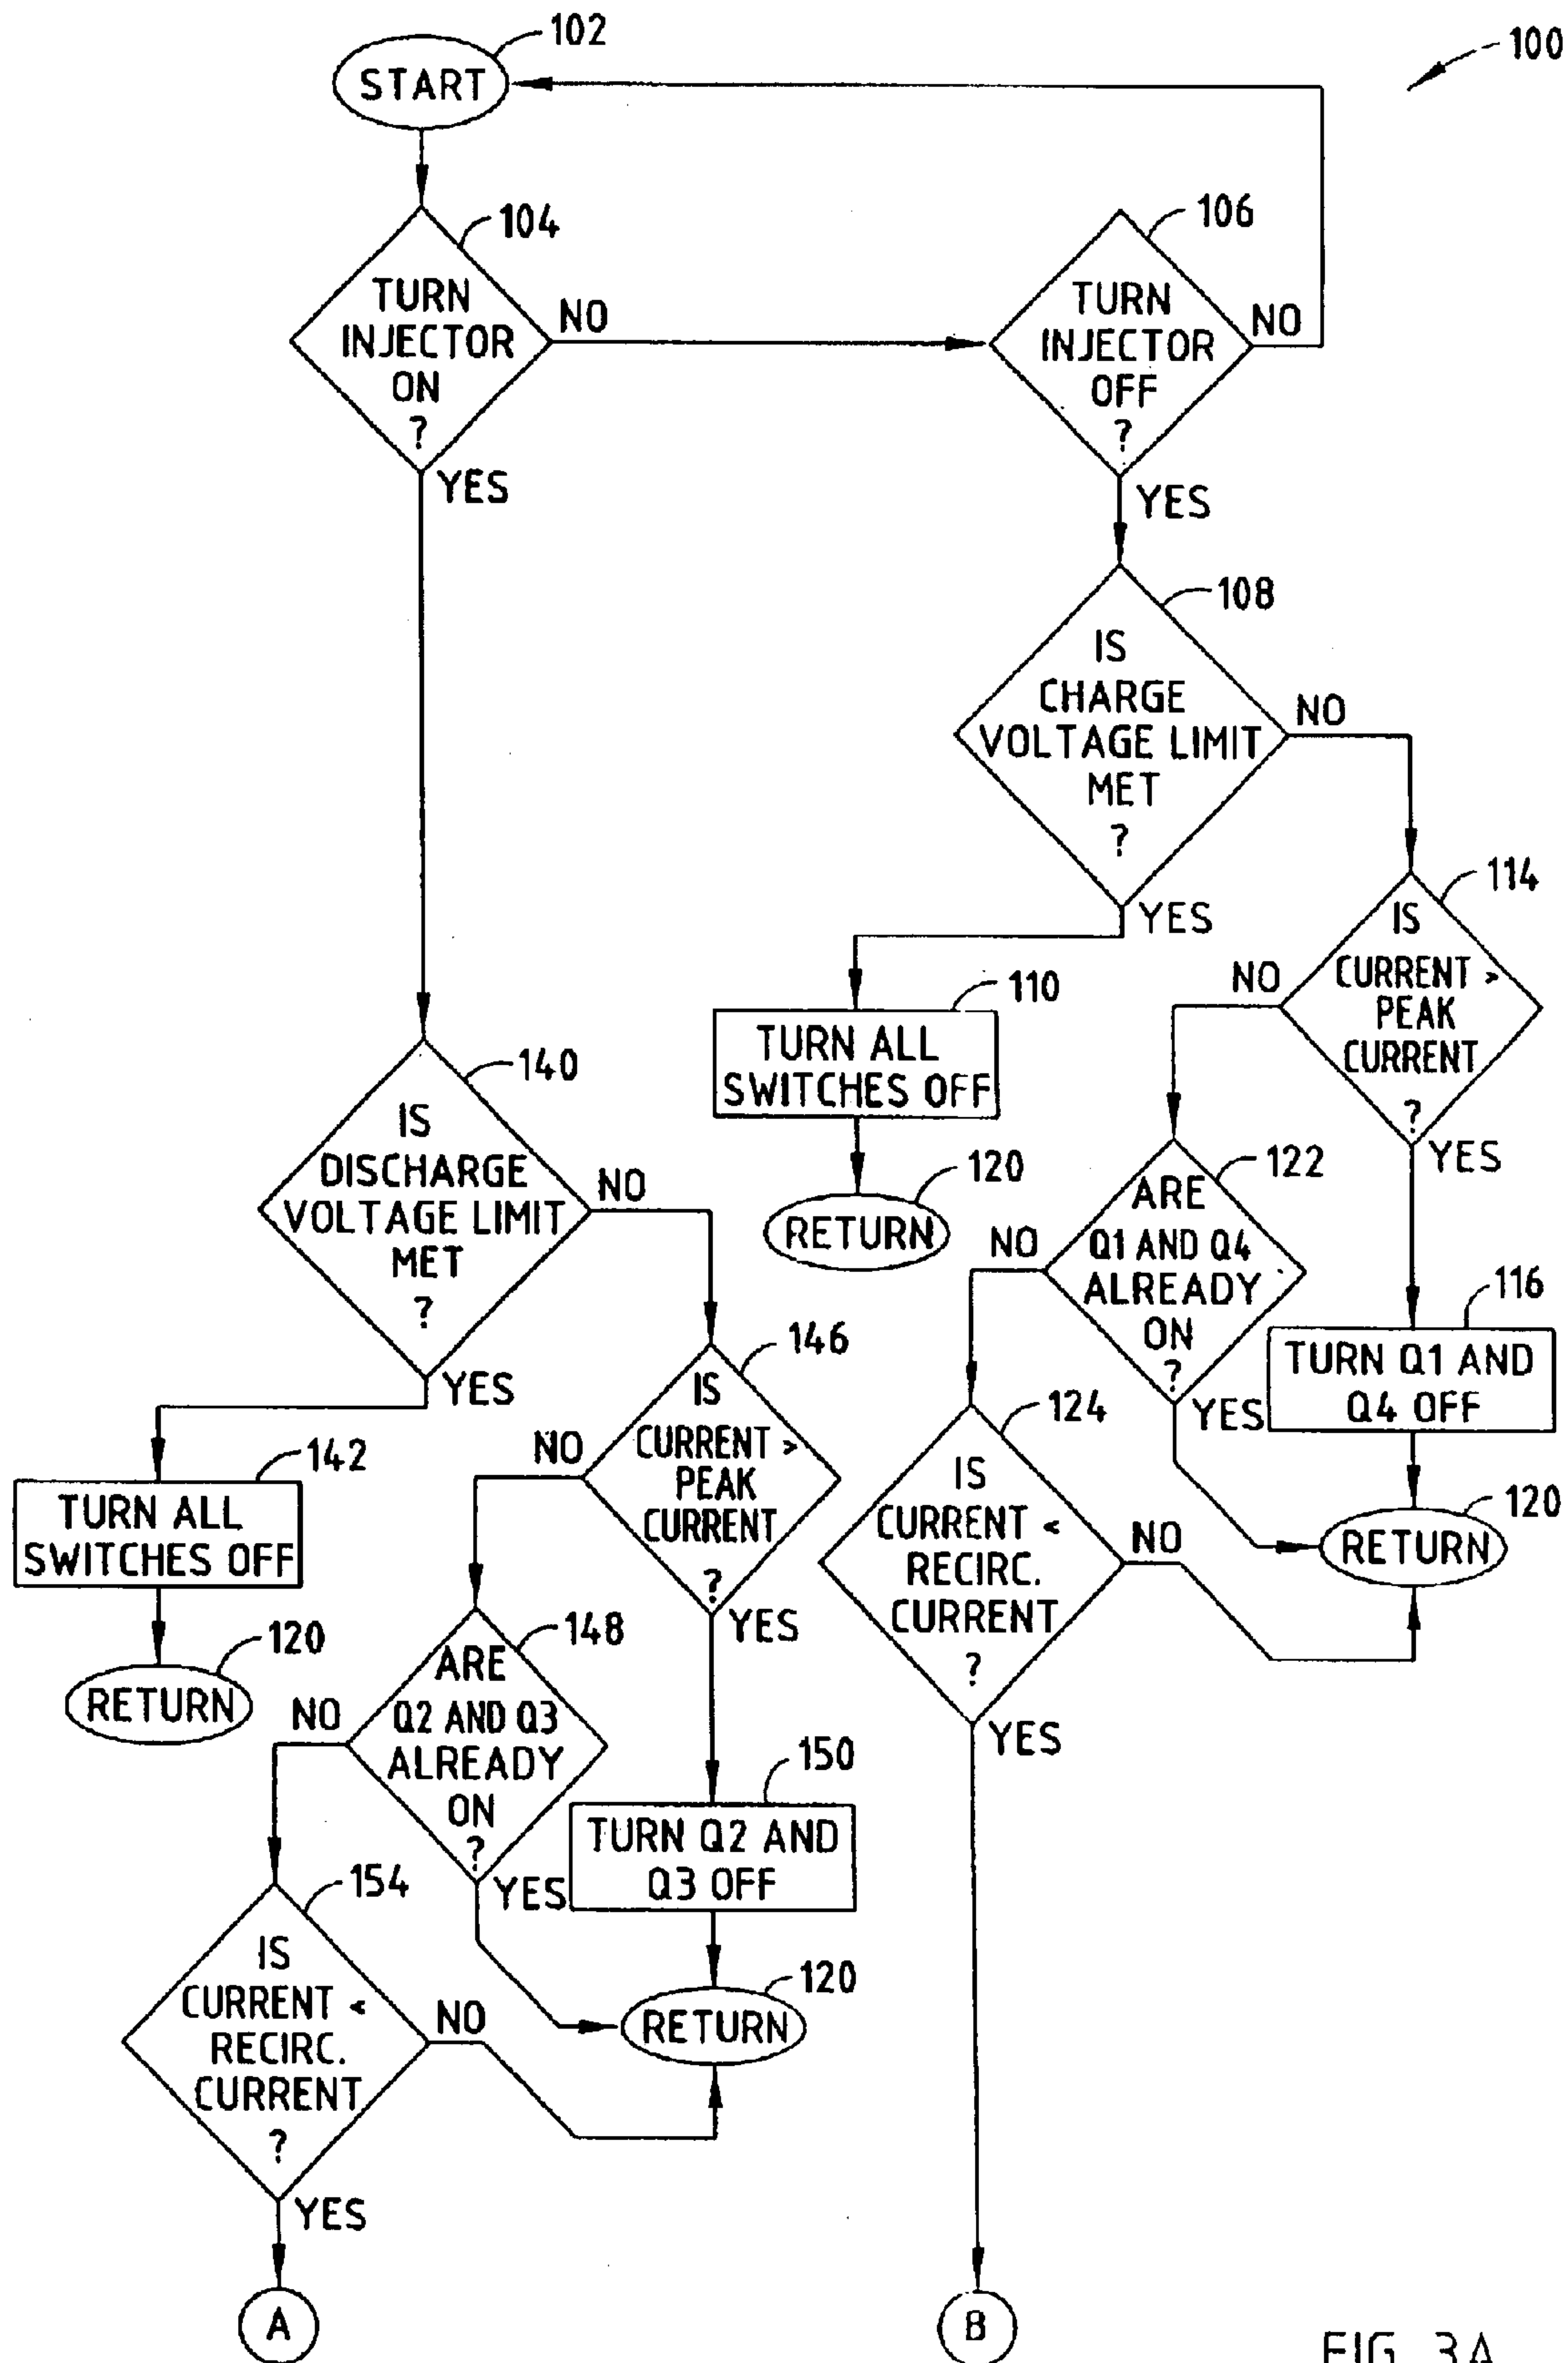 102
START
100
104
TURN
INJECTOR
ON
?
NO
YES
106
TURN
INJECTOR
OFF
?
NO
YES
108
IS
CHARGE
VOLTAGE LIMIT
MET
?
NO
YES
110
TURN ALL
SWITCHES OFF
120
RETURN
114
IS
CURRENT >
PEAK
CURRENT
?
NO
YES
122
ARE
Q1 AND Q4
ALREADY
ON
?
NO
YES
116
TURN Q1 AND
Q4 OFF
120
RETURN
124
IS
CURRENT <
RECIRC.
CURRENT
?
NO
YES
B
140
IS
DISCHARGE
VOLTAGE LIMIT
MET
?
NO
YES
142
TURN ALL
SWITCHES OFF
120
RETURN
146
IS
CURRENT >
PEAK
CURRENT
?
NO
YES
148
ARE
Q2 AND Q3
ALREADY
ON
?
NO
YES
150
TURN Q2 AND
Q3 OFF
120
RETURN
154
IS
CURRENT <
RECIRC.
CURRENT
?
NO
YES
A
FIG. 3A